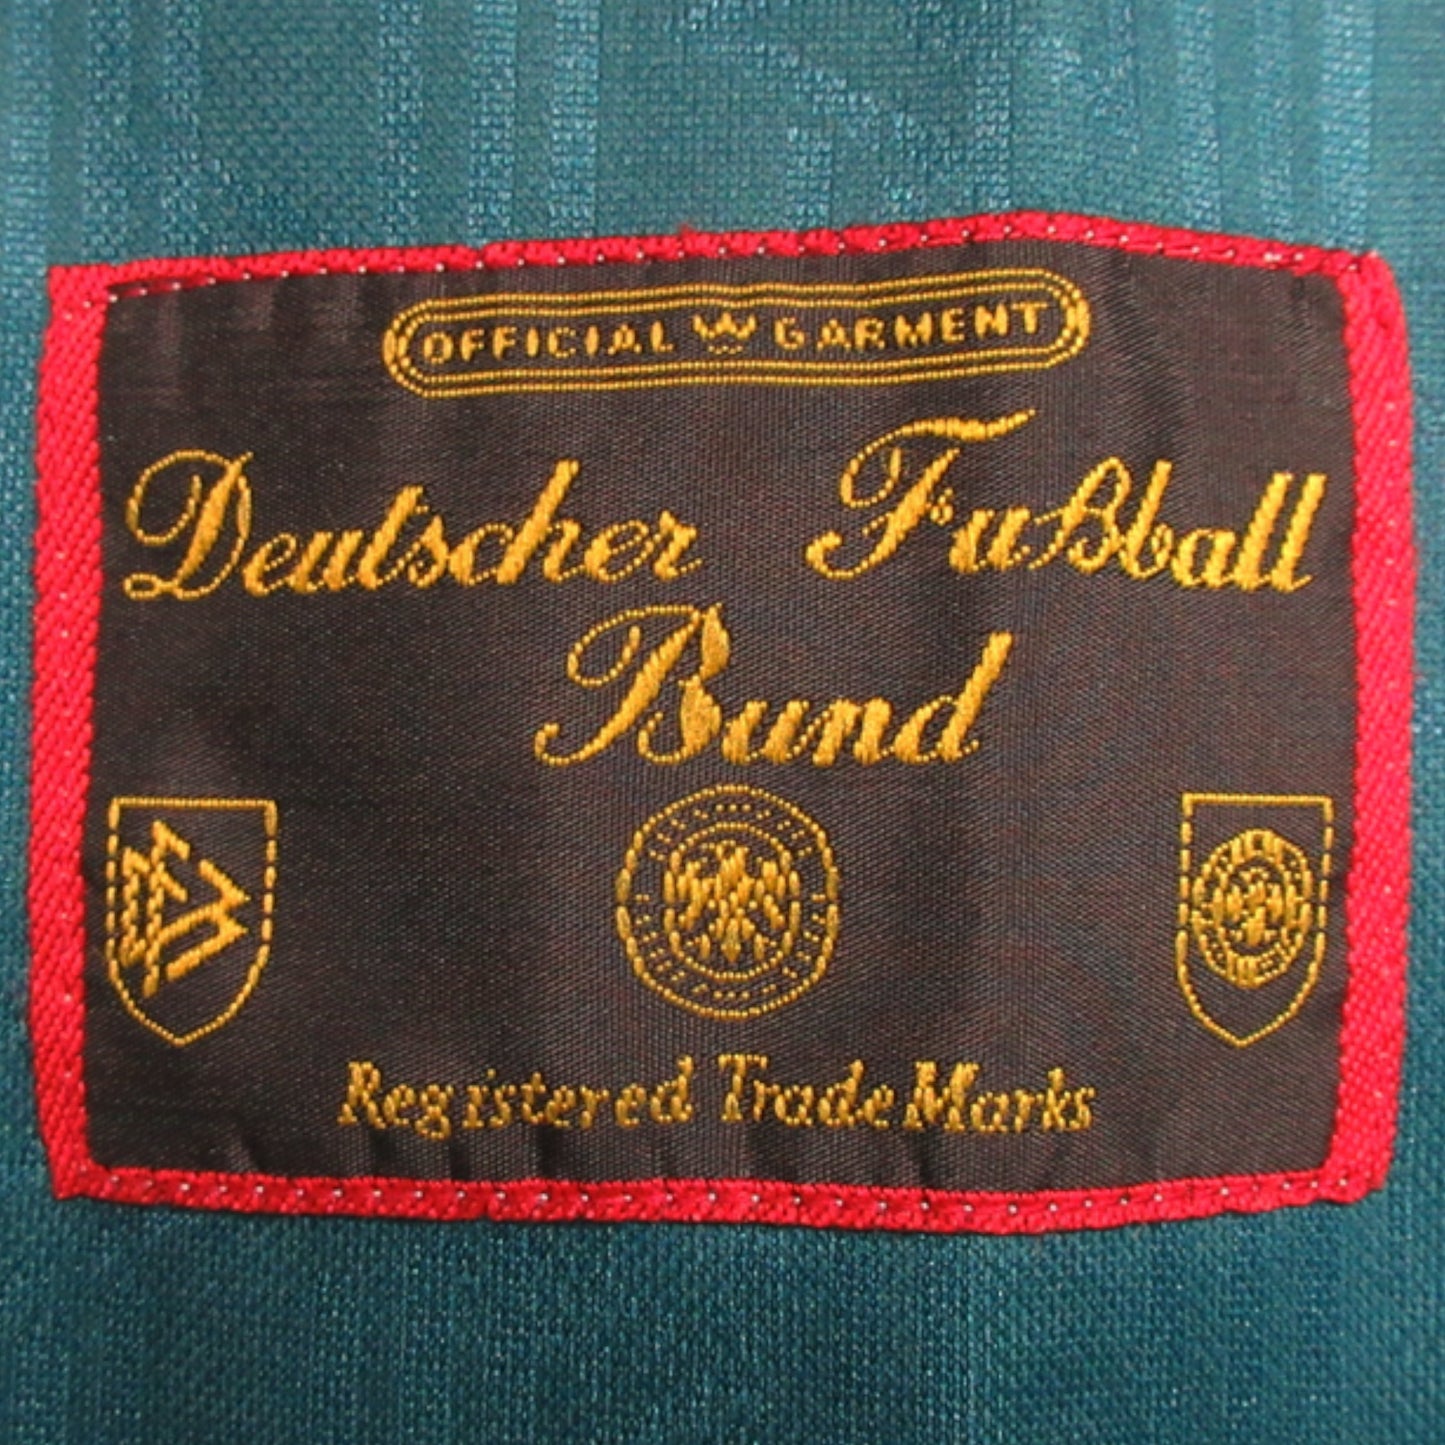 OFFICIAL GARMENT
Deutscher Fußball
Bund
Registered Trade Marks